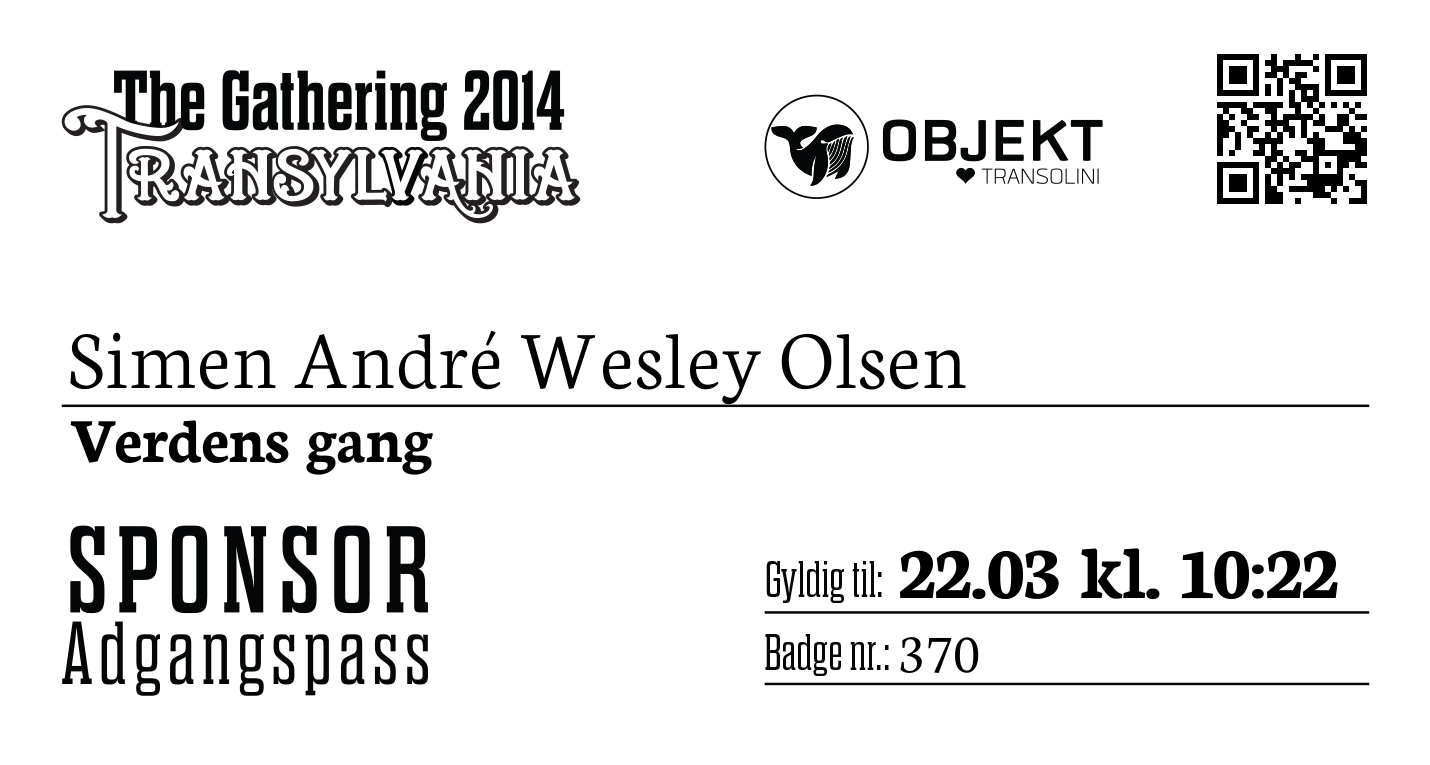 The Gathering 2014
TRANSYLVANIA
OBJEKT
TRANSOLINI
Simen André Wesley Olsen
Verdens gang
SPONSOR
Adgangspass
Gyldig til: 22.03 kl. 10:22
Badge nr.: 370